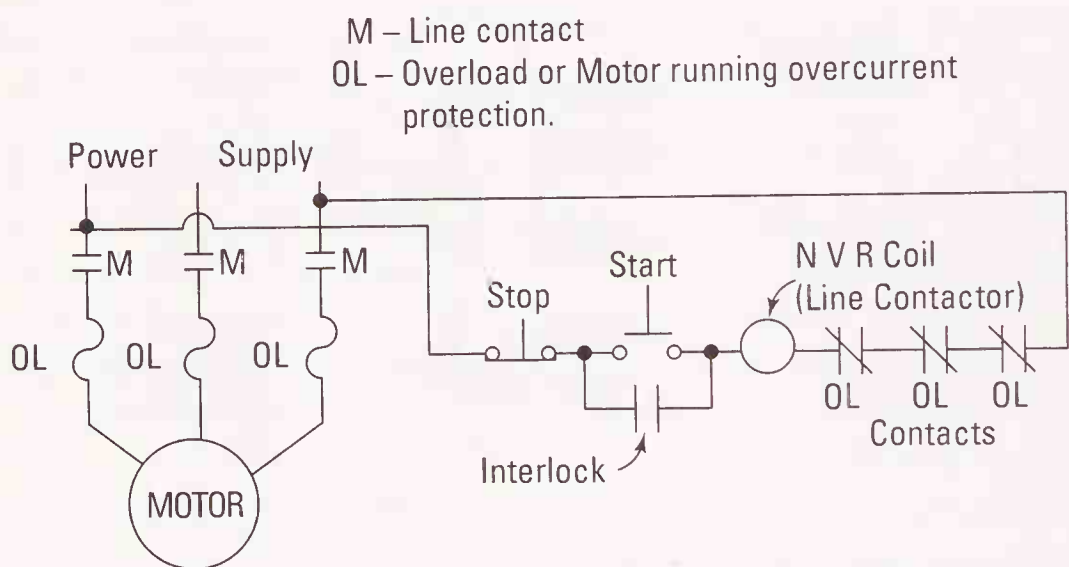 M – Line contact
OL – Overload or Motor running overcurrent
protection.
Power Supply
M M M
OL OL OL
MOTOR
Stop
Start
Interlock
N V R Coil
(Line Contactor)
OL OL OL
Contacts